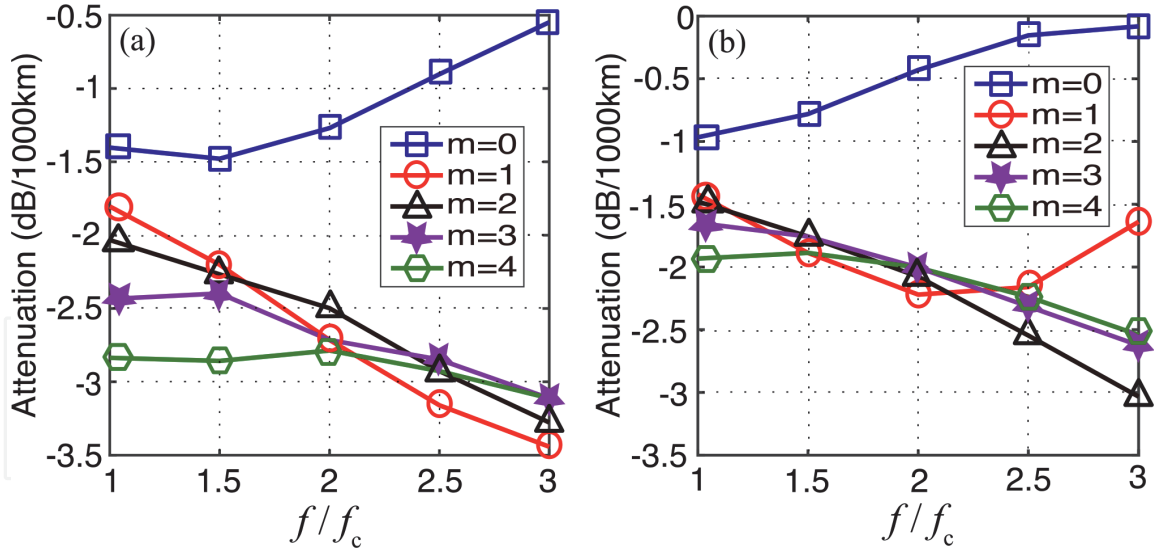 (a)
Attenuation (dB/1000km)
-0.5
-1
-1.5
-2
-2.5
-3
-3.5
1 1.5 2 2.5 3
f / fc
m=0
m=1
m=2
m=3
m=4
(b)
Attenuation (dB/1000km)
0
-0.5
-1
-1.5
-2
-2.5
-3
-3.5
1 1.5 2 2.5 3
f / fc
m=0
m=1
m=2
m=3
m=4